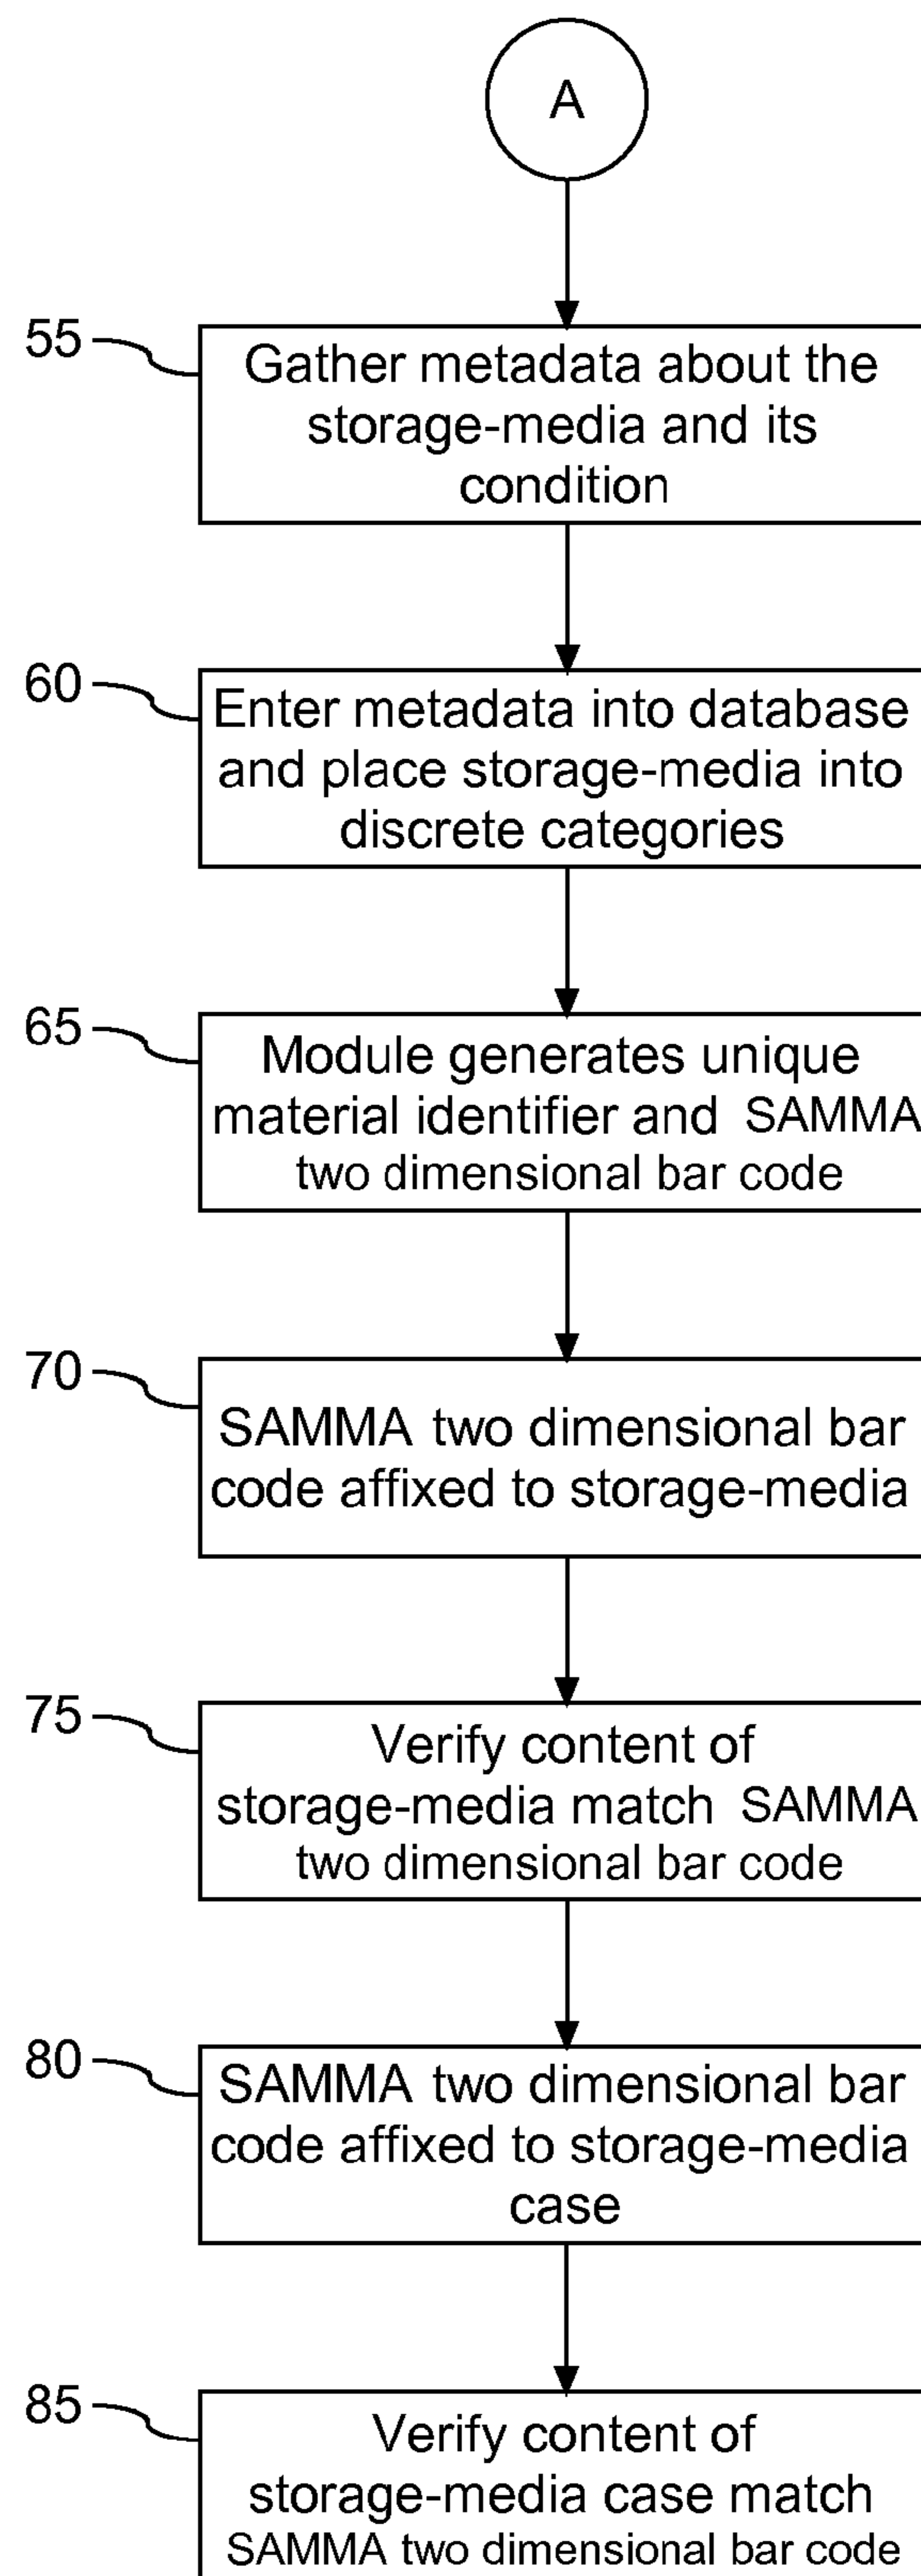 A
55
Gather metadata about the
storage-media and its
condition
60
Enter metadata into database
and place storage-media into
discrete categories
65
Module generates unique
material identifier and SAMMA
two dimensional bar code
70
SAMMA two dimensional bar
code affixed to storage-media
75
Verify content of
storage-media match SAMMA
two dimensional bar code
80
SAMMA two dimensional bar
code affixed to storage-media
case
85
Verify content of
storage-media case match
SAMMA two dimensional bar code